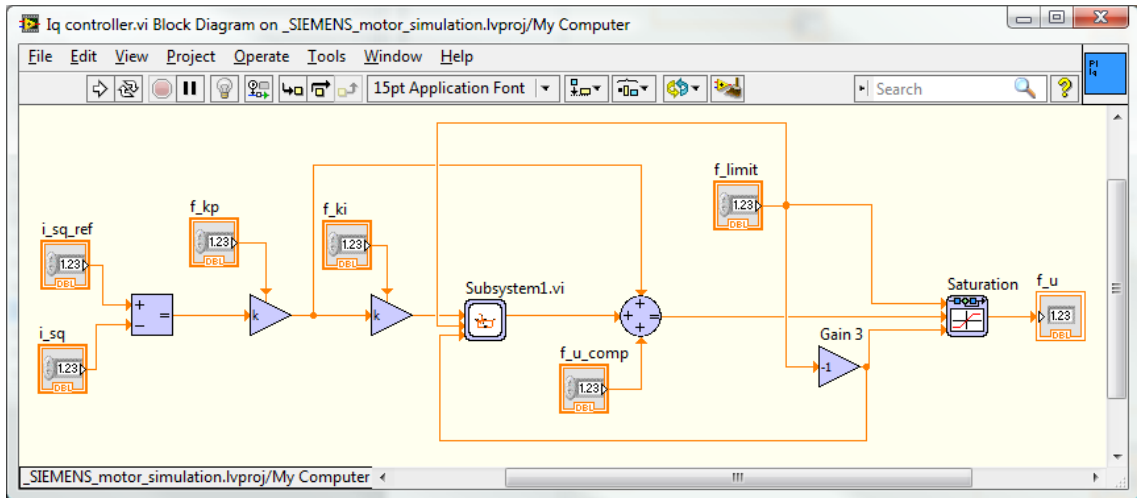 Iq controller.vi Block Diagram on _SIEMENS_motor_simulation.lvproj/My Computer
File Edit View Project Operate Tools Window Help
PI
Iq
15pt Application Font
Search
f_limit
1.23
DBL
f_kp
1.23
DBL
f_ki
1.23
DBL
i_sq_ref
1.23
DBL
Subsystem1.vi
Saturation
f_u
1.23
DBL
+
−
=
k
k
+
+
+
=
i_sq
1.23
DBL
f_u_comp
1.23
DBL
Gain 3
-1
_SIEMENS_motor_simulation.lvproj/My Computer